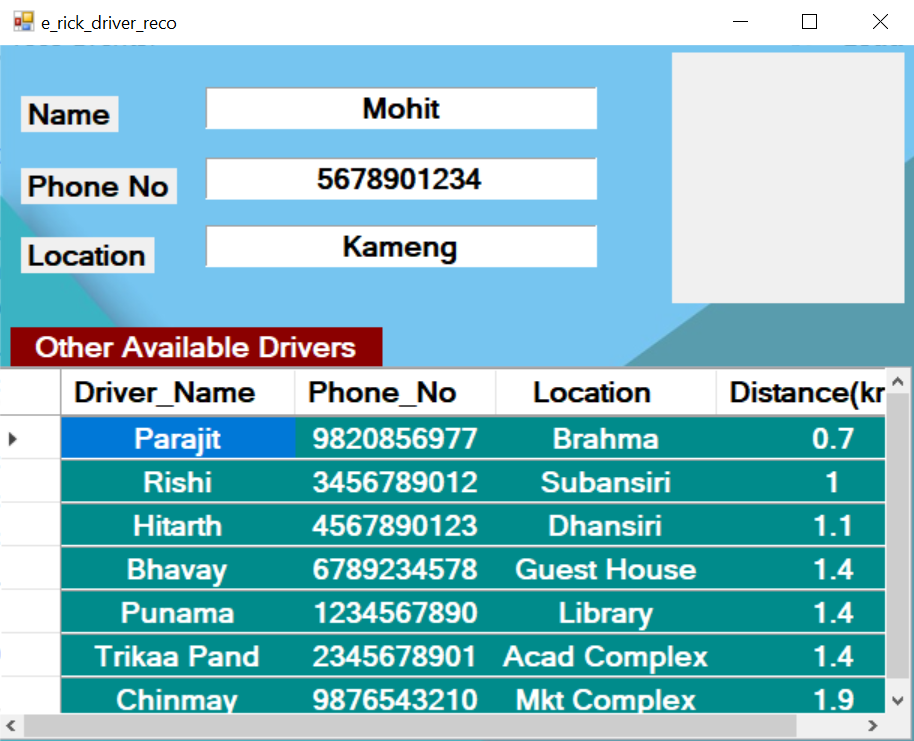 e_rick_driver_reco
Name Mohit
Phone No 5678901234
Location Kameng
Other Available Drivers
Driver_Name Phone_No Location Distance(kr
Parajit 9820856977 Brahma 0.7
Rishi 3456789012 Subansiri 1
Hitarth 4567890123 Dhansiri 1.1
Bhavay 6789234578 Guest House 1.4
Punama 1234567890 Library 1.4
Trikaa Pand 2345678901 Acad Complex 1.4
Chinmay 9876543210 Mkt Complex 1.9